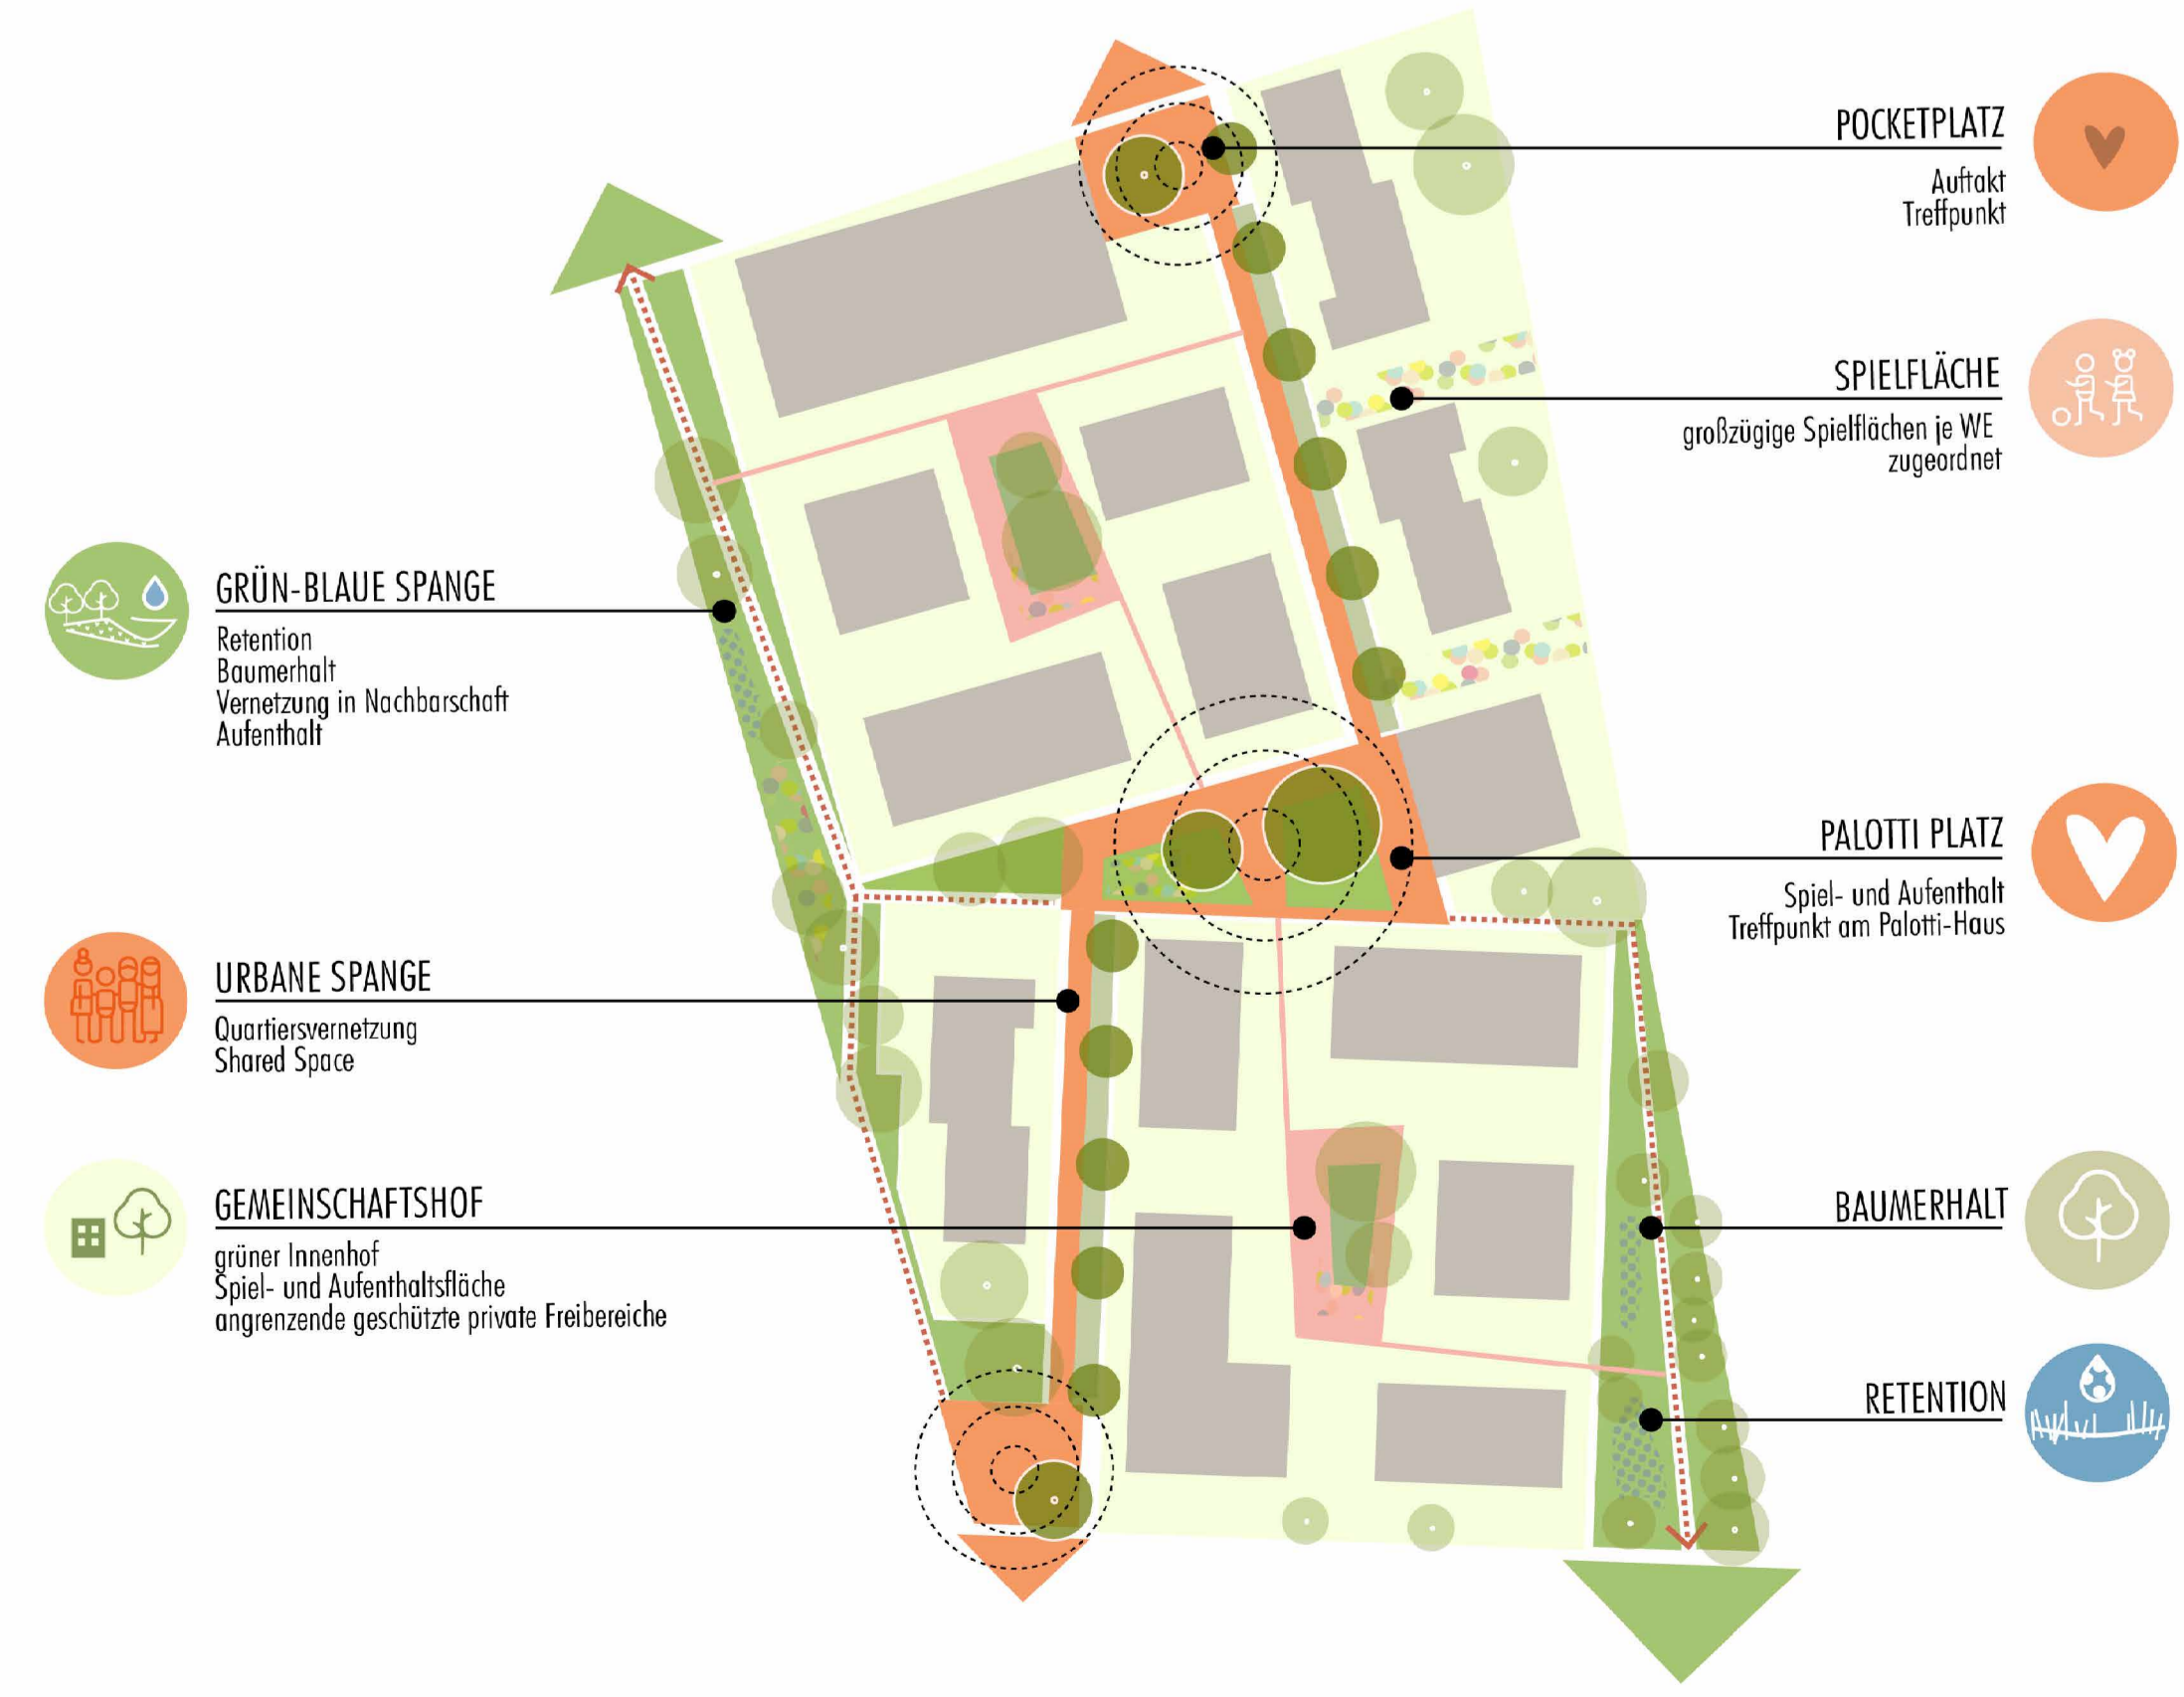 POCKETPLATZ
Auftakt
Treffpunkt
SPIELFLÄCHE
großzügige Spielflächen je WE
zugeordnet
GRÜN-BLAUE SPANGE
Retention
Baumerhalt
Vernetzung in Nachbarschaft
Aufenthalt
PALOTTI PLATZ
Spiel- und Aufenthalt
Treffpunkt am Palotti-Haus
URBANE SPANGE
Quartiersvernetzung
Shared Space
GEMEINSCHAFTSHOF
grüner Innenhof
Spiel- und Aufenthaltsfläche
angrenzende geschützte private Freibereiche
BAUMERHALT
RETENTION